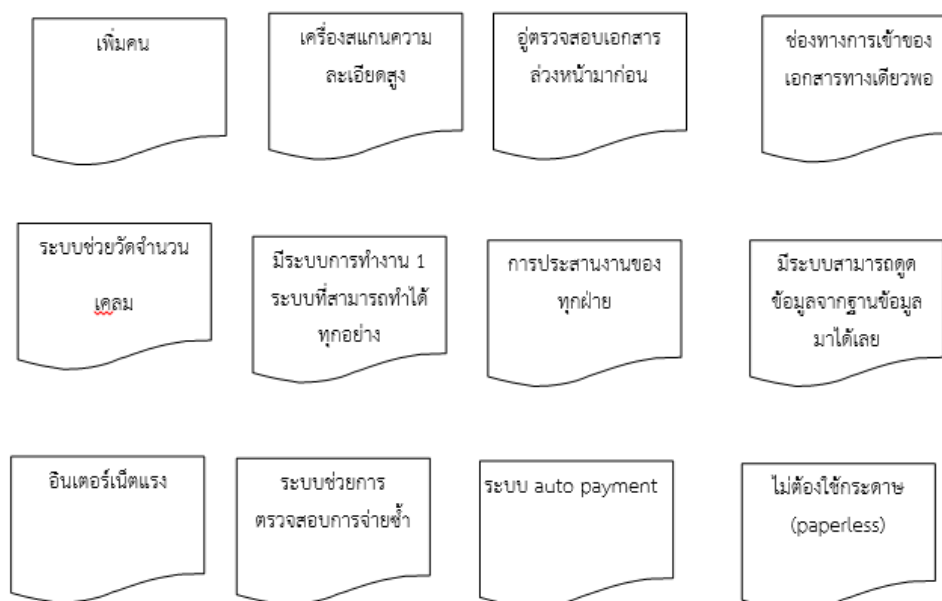 เพิ่มคน
เครื่องสแกนความ
ละเอียดสูง
อู่ตรวจสอบเอกสาร
ล่วงหน้ามาก่อน
ช่องทางการเข้าของ
เอกสารทางเดียวพอ
ระบบช่วยวัดจำนวน
เคลม
มีระบบการทำงาน 1
ระบบที่สามารถทำได้
ทุกอย่าง
การประสานงานของ
ทุกฝ่าย
มีระบบสามารถดูด
ข้อมูลจากฐานข้อมูล
มาได้เลย
อินเตอร์เน็ตแรง
ระบบช่วยการ
ตรวจสอบการจ่ายซ้ำ
ระบบ auto payment
ไม่ต้องใช้กระดาษ
(paperless)